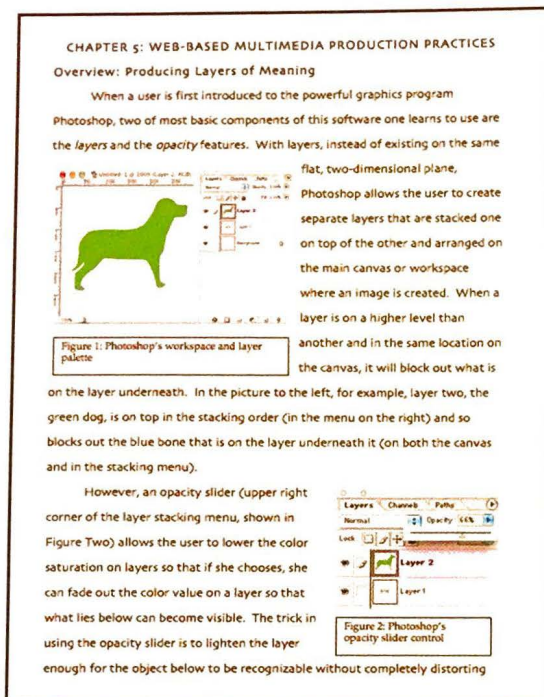 CHAPTER 5: WEB-BASED MULTIMEDIA PRODUCTION PRACTICES
Overview: Producing Layers of Meaning
When a user is first introduced to the powerful graphics program
Photoshop, two of most basic components of this software one learns to use are
the layers and the opacity features. With layers, instead of existing on the same
flat, two-dimensional plane,
Photoshop allows the user to create
separate layers that are stacked one
on top of the other and arranged on
the main canvas or workspace
where an image is created. When a
layer is on a higher level than
another and in the same location on
the canvas, it will block out what is
Layer 2
Figure 1: Photoshop's workspace and layer
palette
on the layer underneath. In the picture to the left, for example, layer two, the
green dog, is on top in the stacking order (in the menu on the right) and so
blocks out the blue bone that is on the layer underneath it (on both the canvas
and in the stacking menu).
However, an opacity slider (upper right
corner of the layer stacking menu, shown in
Figure Two) allows the user to lower the color
saturation on layers so that if she chooses, she
can fade out the color value on a layer so that
what lies below can become visible. The trick in
using the opacity slider is to lighten the layer
Layers Channels Paths
Normal Opacity: 66%
Lock:
Layer 2
Layer 1
Figure 2: Photoshop's
opacity slider control
enough for the object below to be recognizable without completely distorting